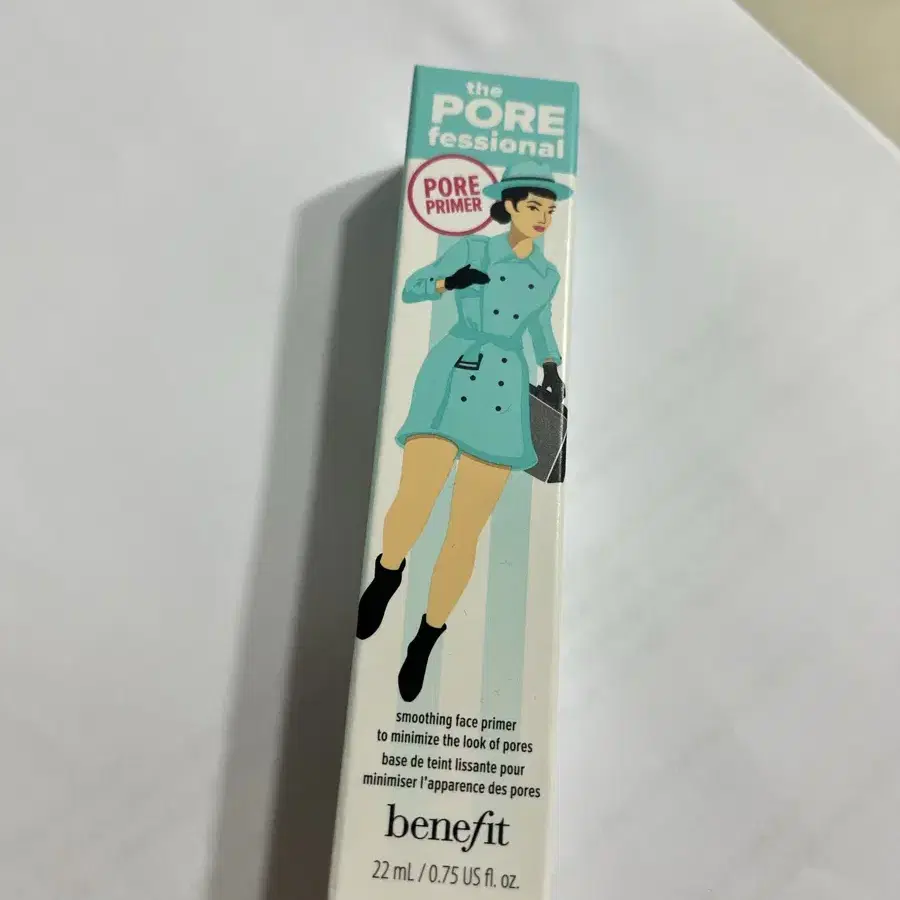 the
PORE
fessional
PORE
PRIMER
smoothing face primer
to minimize the look of pores
base de teint lissante pour
minimiser l'apparence des pores
benefit
22 mL / 0.75 US fl. oz.